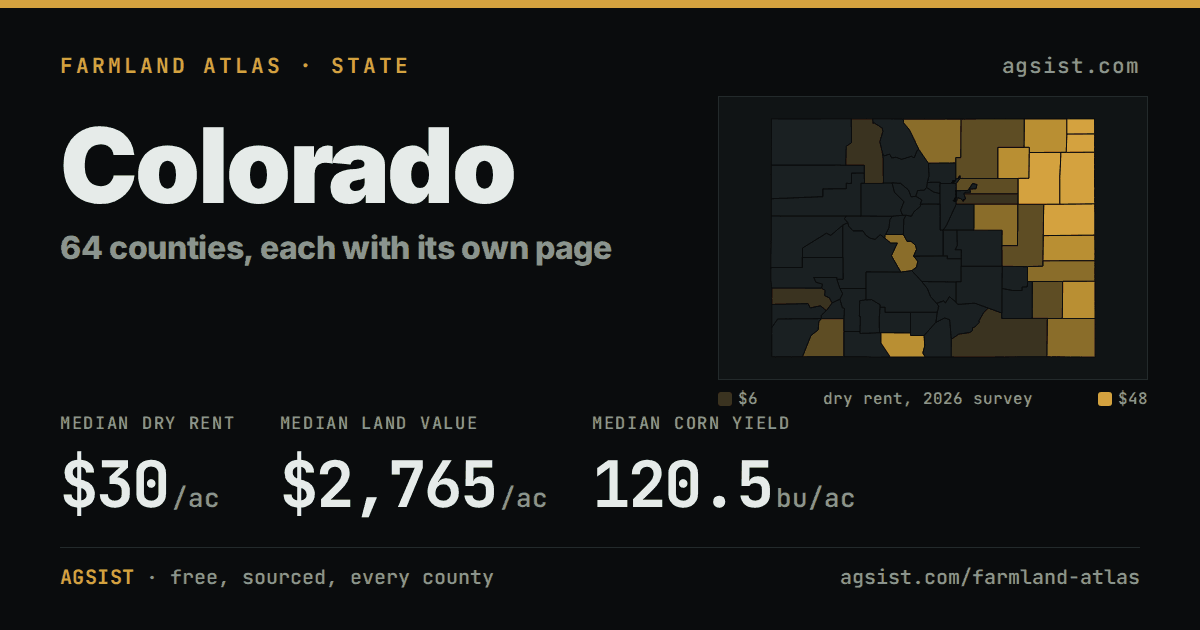 FARMLAND ATLAS · STATE
agsist.com
Colorado
64 counties, each with its own page
$6 dry rent, 2026 survey $48
MEDIAN DRY RENT MEDIAN LAND VALUE MEDIAN CORN YIELD
$30/ac $2,765/ac 120.5bu/ac
AGSIST · free, sourced, every county
agsist.com/farmland-atlas